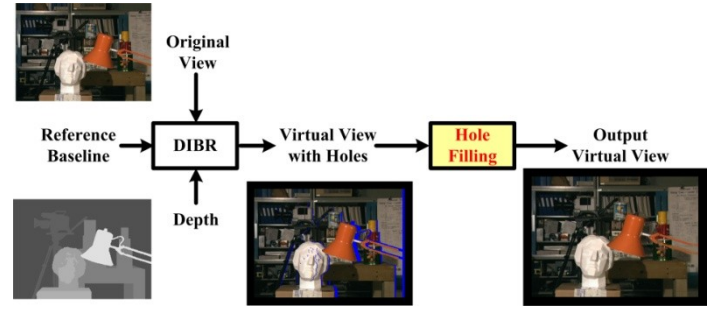 Original
View
Reference
Baseline
DIBR
Virtual View
with Holes
Hole
Filling
Output
Virtual View
Depth